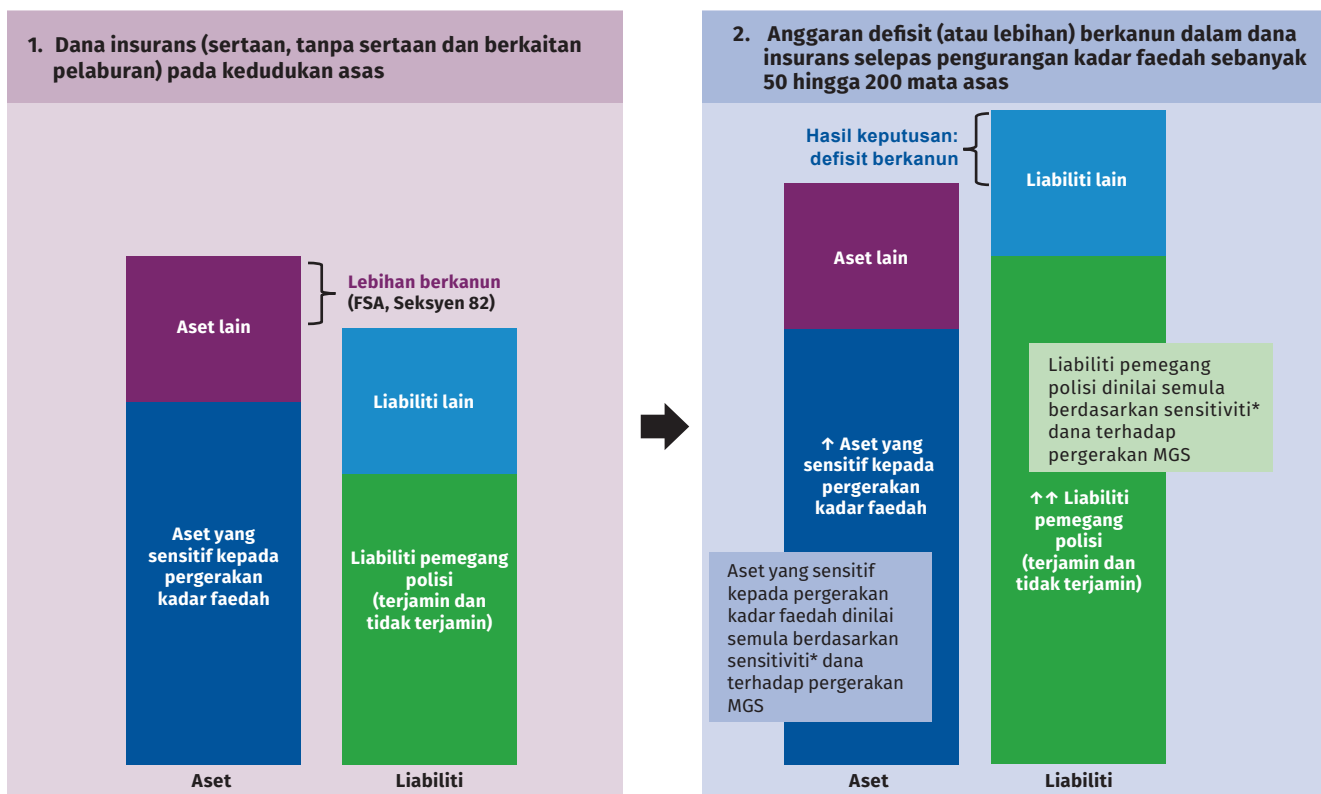 1. Dana insurans (sertaan, tanpa sertaan dan berkaitan
pelaburan) pada kedudukan asas
Aset lain
Lebihan berkanun
(FSA, Seksyen 82)
Liabiliti lain
Aset yang
sensitif kepada
pergerakan
kadar faedah
Liabiliti pemegang
polisi
(terjamin dan
tidak terjamin)
Aset
Liabiliti
2. Anggaran defisit (atau lebihan) berkanun dalam dana
insurans selepas pengurangan kadar faedah sebanyak
50 hingga 200 mata asas
Hasil keputusan:
defisit berkanun
Liabiliti lain
Aset lain
Liabiliti pemegang
polisi dinilai semula
berdasarkan sensitiviti*
dana terhadap
pergerakan MGS
↑ Aset yang
sensitif kepada
pergerakan
kadar faedah
↑↑ Liabiliti
pemegang
polisi
(terjamin dan
tidak terjamin)
Aset yang sensitif
kepada pergerakan
kadar faedah dinilai
semula berdasarkan
sensitiviti* dana
terhadap pergerakan
MGS
Aset
Liabiliti